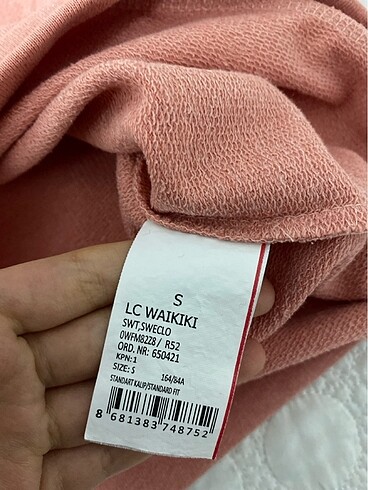 S
LC WAIKIKI
SWT,SWECLO
0WFM82Z8 / R52
ORD. NR: 650421
KPN: 1
SIZE: S 164/84A
STANDART KALIP/STANDARD FIT
8 681383 748752